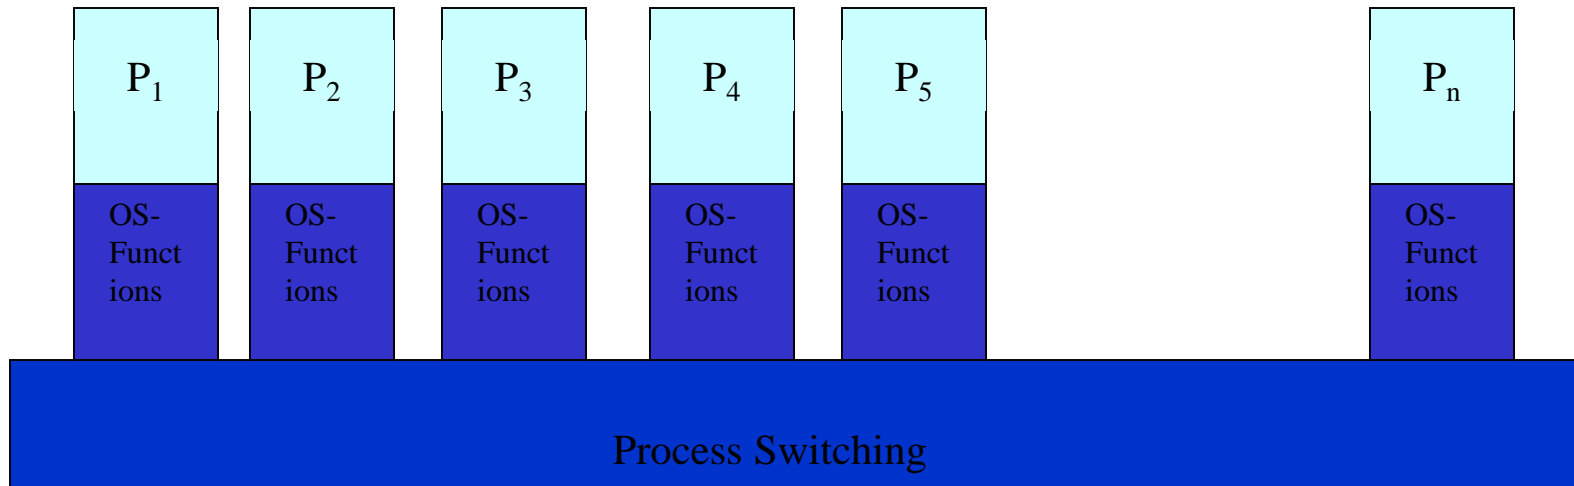 P₁ P₂ P₃ P₄ P₅ Pₙ
OS- OS- OS- OS- OS- OS-
Funct Funct Funct Funct Funct Funct
ions ions ions ions ions ions
Process Switching